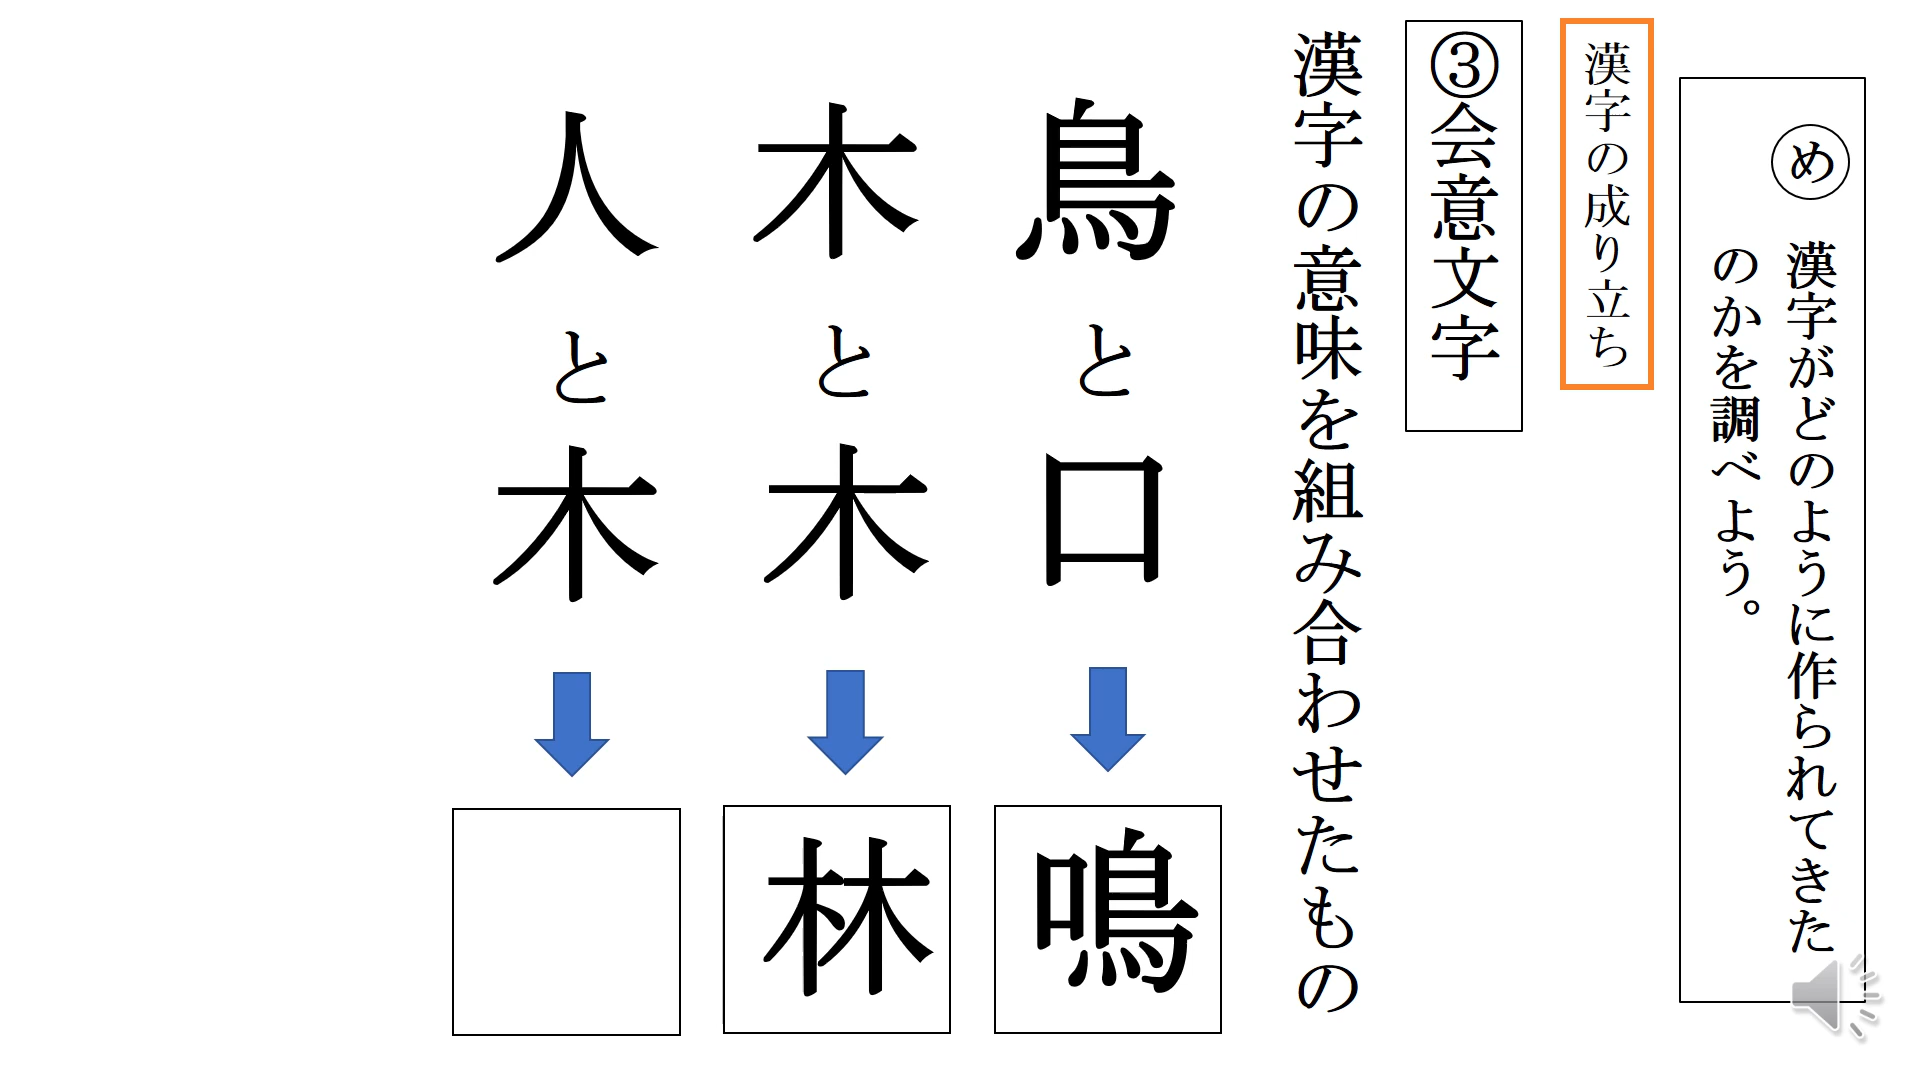 め
漢字がどのように作られてきた
のかを調べよう。
漢字の成り立ち
③会意文字
漢字の意味を組み合わせたもの
鳥と口
鳴
木と木
林
人と木